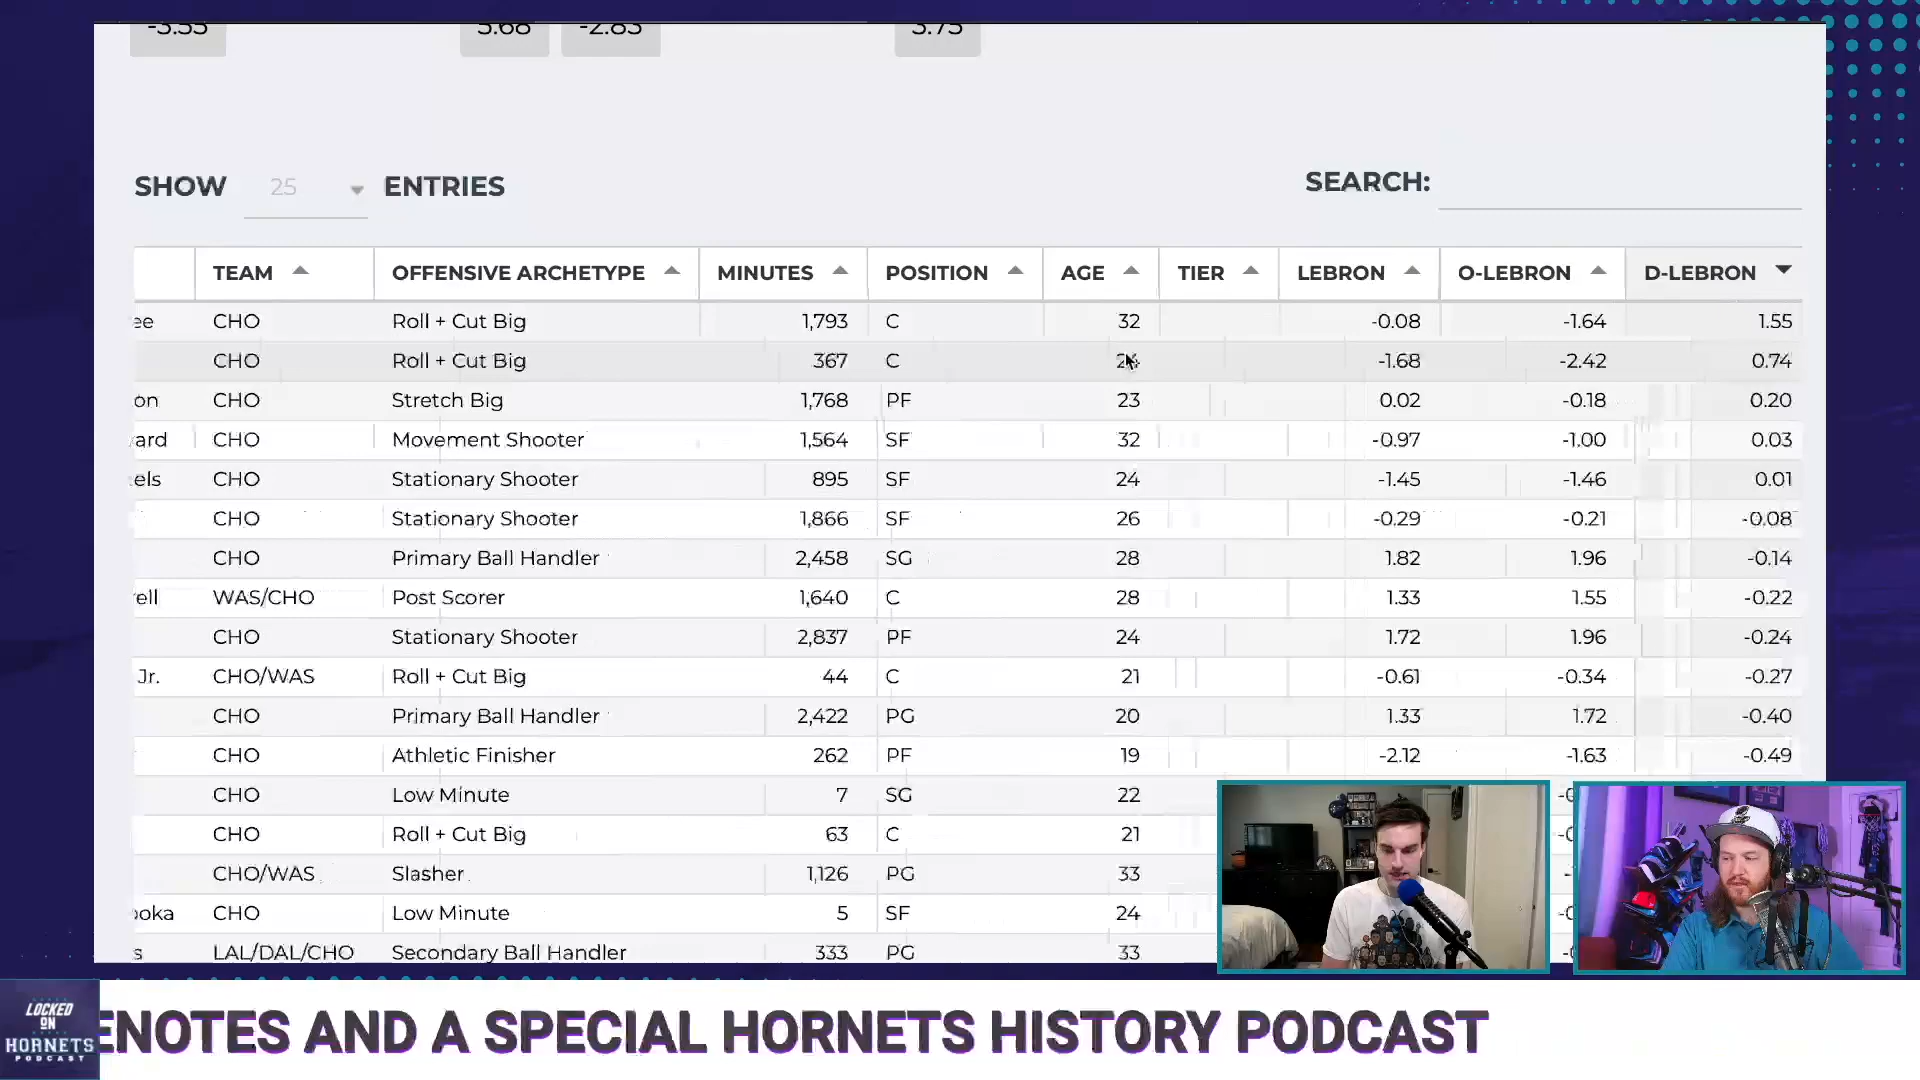 -3.55 5.68 -2.83 3.75
SHOW 25 ENTRIES SEARCH:
TEAM OFFENSIVE ARCHETYPE MINUTES POSITION AGE TIER LEBRON O-LEBRON D-LEBRON
ee CHO Roll + Cut Big 1,793 C 32 -0.08 -1.64 1.55
CHO Roll + Cut Big 367 C -1.68 -2.42 0.74
on CHO Stretch Big 1,768 PF 23 0.02 -0.18 0.20
ard CHO Movement Shooter 1,564 SF 32 -0.97 -1.00 0.03
els CHO Stationary Shooter 895 SF 24 -1.45 -1.46 0.01
CHO Stationary Shooter 1,866 SF 26 -0.29 -0.21 -0.08
CHO Primary Ball Handler 2,458 SG 28 1.82 1.96 -0.14
ell WAS/CHO Post Scorer 1,640 C 28 1.33 1.55 -0.22
CHO Stationary Shooter 2,837 PF 24 1.72 1.96 -0.24
Jr. CHO/WAS Roll + Cut Big 44 C 21 -0.61 -0.34 -0.27
CHO Primary Ball Handler 2,422 PG 20 1.33 1.72 -0.40
CHO Athletic Finisher 262 PF 19 -2.12 -1.63 -0.49
CHO Low Minute 7 SG 22
CHO Roll + Cut Big 63 C 21
CHO/WAS Slasher 1,126 PG 33
oka CHO Low Minute 5 SF 24
s LAL/DAL/CHO Secondary Ball Handler 333 PG 33
LOCKED
ON
HORNETS
PODCAST
ENOTES AND A SPECIAL HORNETS HISTORY PODCAST